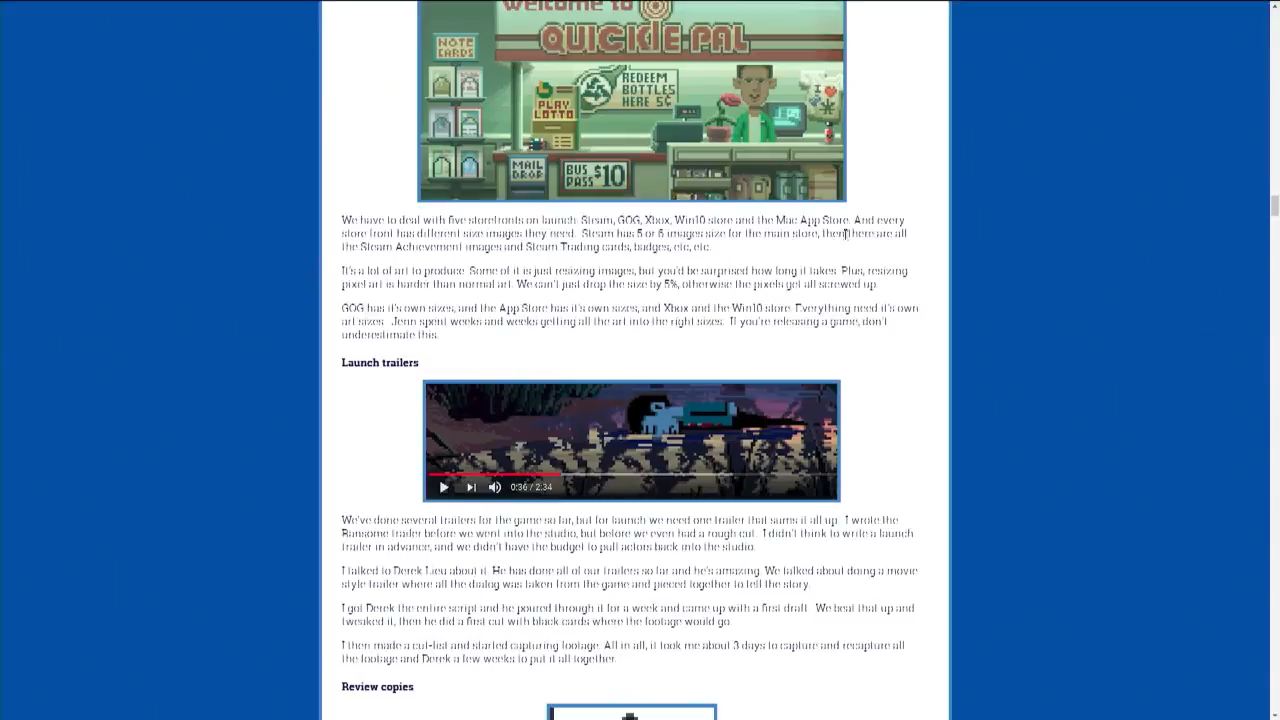 Welcome to
QUICKIE PAL
NOTE
CARDS
REDEEM
BOTTLES
HERE 5¢
PLAY
LOTTO
I
MAIL
DROP
BUS
PASS $10
We have to deal with five storefronts on launch. Steam, GOG, Xbox, Win10 store and the Mac App Store. And every
store front has different size images they need. Steam has 5 or 6 images size for the main store, then there are all
the Steam Achievement images and Steam Trading cards, badges, etc, etc.
It's a lot of art to produce. Some of it is just resizing images, but you'd be surprised how long it takes. Plus, resizing
pixel art is harder than normal art. We can't just drop the size by 5%, otherwise the pixels get all screwed up.
GOG has it's own sizes, and the App Store has it's own sizes, and Xbox and the Win10 store. Everything need it's own
art sizes. Jenn spent weeks and weeks getting all the art into the right sizes. If you're releasing a game, don't
underestimate this.
Launch trailers
0:36 / 2:34
We've done several trailers for the game so far, but for launch we need one trailer that sums it all up. I wrote the
Ransome trailer before we went into the studio, but before we even had a rough cut. I didn't think to write a launch
trailer in advance, and we didn't have the budget to pull actors back into the studio.
I talked to Derek Lieu about it. He has done all of our trailers so far and he's amazing. We talked about doing a movie
style trailer where all the dialog was taken from the game and pieced together to tell the story.
I got Derek the entire script and he poured through it for a week and came up with a first draft. We beat that up and
tweaked it, then he did a first cut with black cards where the footage would go.
I then made a cut-list and started capturing footage. All in all, it took me about 3 days to capture and recapture all
the footage and Derek a few weeks to put it all together.
Review copies